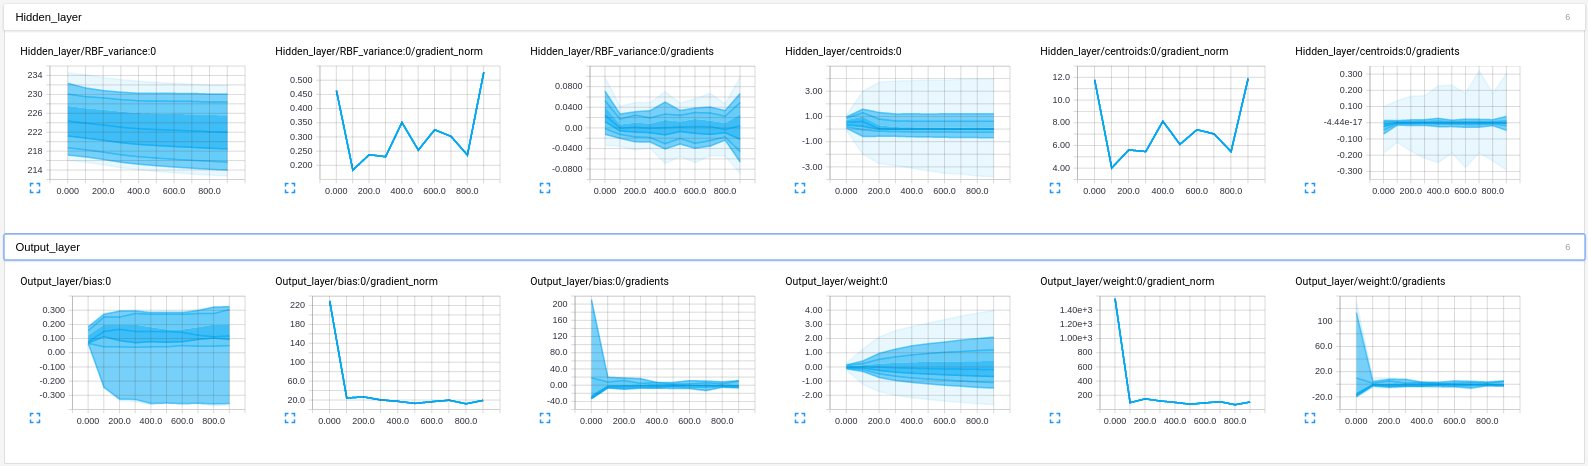 Hidden_layer 6
Hidden_layer/RBF_variance:0 Hidden_layer/RBF_variance:0/gradient_norm Hidden_layer/RBF_variance:0/gradients Hidden_layer/centroids:0 Hidden_layer/centroids:0/gradient_norm Hidden_layer/centroids:0/gradients
234 230 226 222 218 214
0.000 200.0 400.0 600.0 800.0
0.500 0.450 0.400 0.350 0.300 0.250 0.200
0.000 200.0 400.0 600.0 800.0
0.0800 0.0400 0.00 -0.0400 -0.0800
0.000 200.0 400.0 600.0 800.0
3.00 1.00 -1.00 -3.00
0.000 200.0 400.0 600.0 800.0
12.0 10.0 8.00 6.00 4.00
0.000 200.0 400.0 600.0 800.0
0.300 0.200 0.100 -4.44e-17 -0.100 -0.200 -0.300
0.000 200.0 400.0 600.0 800.0
Output_layer 6
Output_layer/bias:0 Output_layer/bias:0/gradient_norm Output_layer/bias:0/gradients Output_layer/weight:0 Output_layer/weight:0/gradient_norm Output_layer/weight:0/gradients
0.300 0.200 0.100 0.00 -0.100 -0.200 -0.300
0.000 200.0 400.0 600.0 800.0
220 180 140 100 60.0 20.0
0.000 200.0 400.0 600.0 800.0
200 160 120 80.0 40.0 0.00 -40.0
0.000 200.0 400.0 600.0 800.0
4.00 3.00 2.00 1.00 0.00 -1.00 -2.00
0.000 200.0 400.0 600.0 800.0
1.40e+3 1.20e+3 1.00e+3 800 600 400 200
0.000 200.0 400.0 600.0 800.0
100 60.0 20.0 -20.0
0.000 200.0 400.0 600.0 800.0